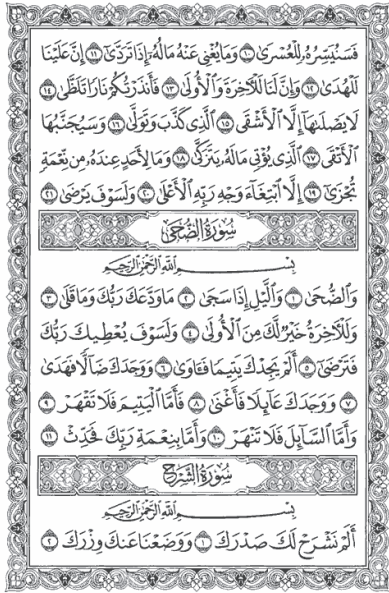 فَسَنُيَسِّرُهُۥ لِلۡعُسۡرَىٰ ١٠ وَمَا يُغۡنِي عَنۡهُ مَالُهُۥٓ إِذَا تَرَدَّىٰٓ ١١ إِنَّ عَلَيۡنَا
لَلۡهُدَىٰ ١٢ وَإِنَّ لَنَا لَلۡأٓخِرَةَ وَٱلۡأُولَىٰ ١٣ فَأَنذَرۡتُكُمۡ نَارٗا تَلَظَّىٰ ١٤
لَا يَصۡلَىٰهَآ إِلَّا ٱلۡأَشۡقَى ١٥ ٱلَّذِي كَذَّبَ وَتَوَلَّىٰ ١٦ وَسَيُجَنَّبُهَا
ٱلۡأَتۡقَى ١٧ ٱلَّذِي يُؤۡتِي مَالَهُۥ يَتَزَكَّىٰ ١٨ وَمَا لِأَحَدٍ عِندَهُۥ مِن نِّعۡمَةٖ
تُجۡزَىٰٓ ١٩ إِلَّا ٱبۡتِغَآءَ وَجۡهِ رَبِّهِ ٱلۡأَعۡلَىٰ ٢٠ وَلَسَوۡفَ يَرۡضَىٰ ٢١
سُورَةُ الضُّحَىٰ
بِسۡمِ ٱللَّهِ ٱلرَّحۡمَٰنِ ٱلرَّحِيمِ
وَٱلضُّحَىٰ ١ وَٱلَّيۡلِ إِذَا سَجَىٰ ٢ مَا وَدَّعَكَ رَبُّكَ وَمَا قَلَىٰ ٣
وَلَلۡأٓخِرَةُ خَيۡرٞ لَّكَ مِنَ ٱلۡأُولَىٰ ٤ وَلَسَوۡفَ يُعۡطِيكَ رَبُّكَ
فَتَرۡضَىٰٓ ٥ أَلَمۡ يَجِدۡكَ يَتِيمٗا فَـَٔاوَىٰ ٦ وَوَجَدَكَ ضَآلّٗا فَهَدَىٰ
٧ وَوَجَدَكَ عَآئِلٗا فَأَغۡنَىٰ ٨ فَأَمَّا ٱلۡيَتِيمَ فَلَا تَقۡهَرۡ ٩
وَأَمَّا ٱلسَّآئِلَ فَلَا تَنۡهَرۡ ١٠ وَأَمَّا بِنِعۡمَةِ رَبِّكَ فَحَدِّثۡ ١١
سُورَةُ الشَّرۡحِ
بِسۡمِ ٱللَّهِ ٱلرَّحۡمَٰنِ ٱلرَّحِيمِ
أَلَمۡ نَشۡرَحۡ لَكَ صَدۡرَكَ ١ وَوَضَعۡنَا عَنكَ وِزۡرَكَ ٢